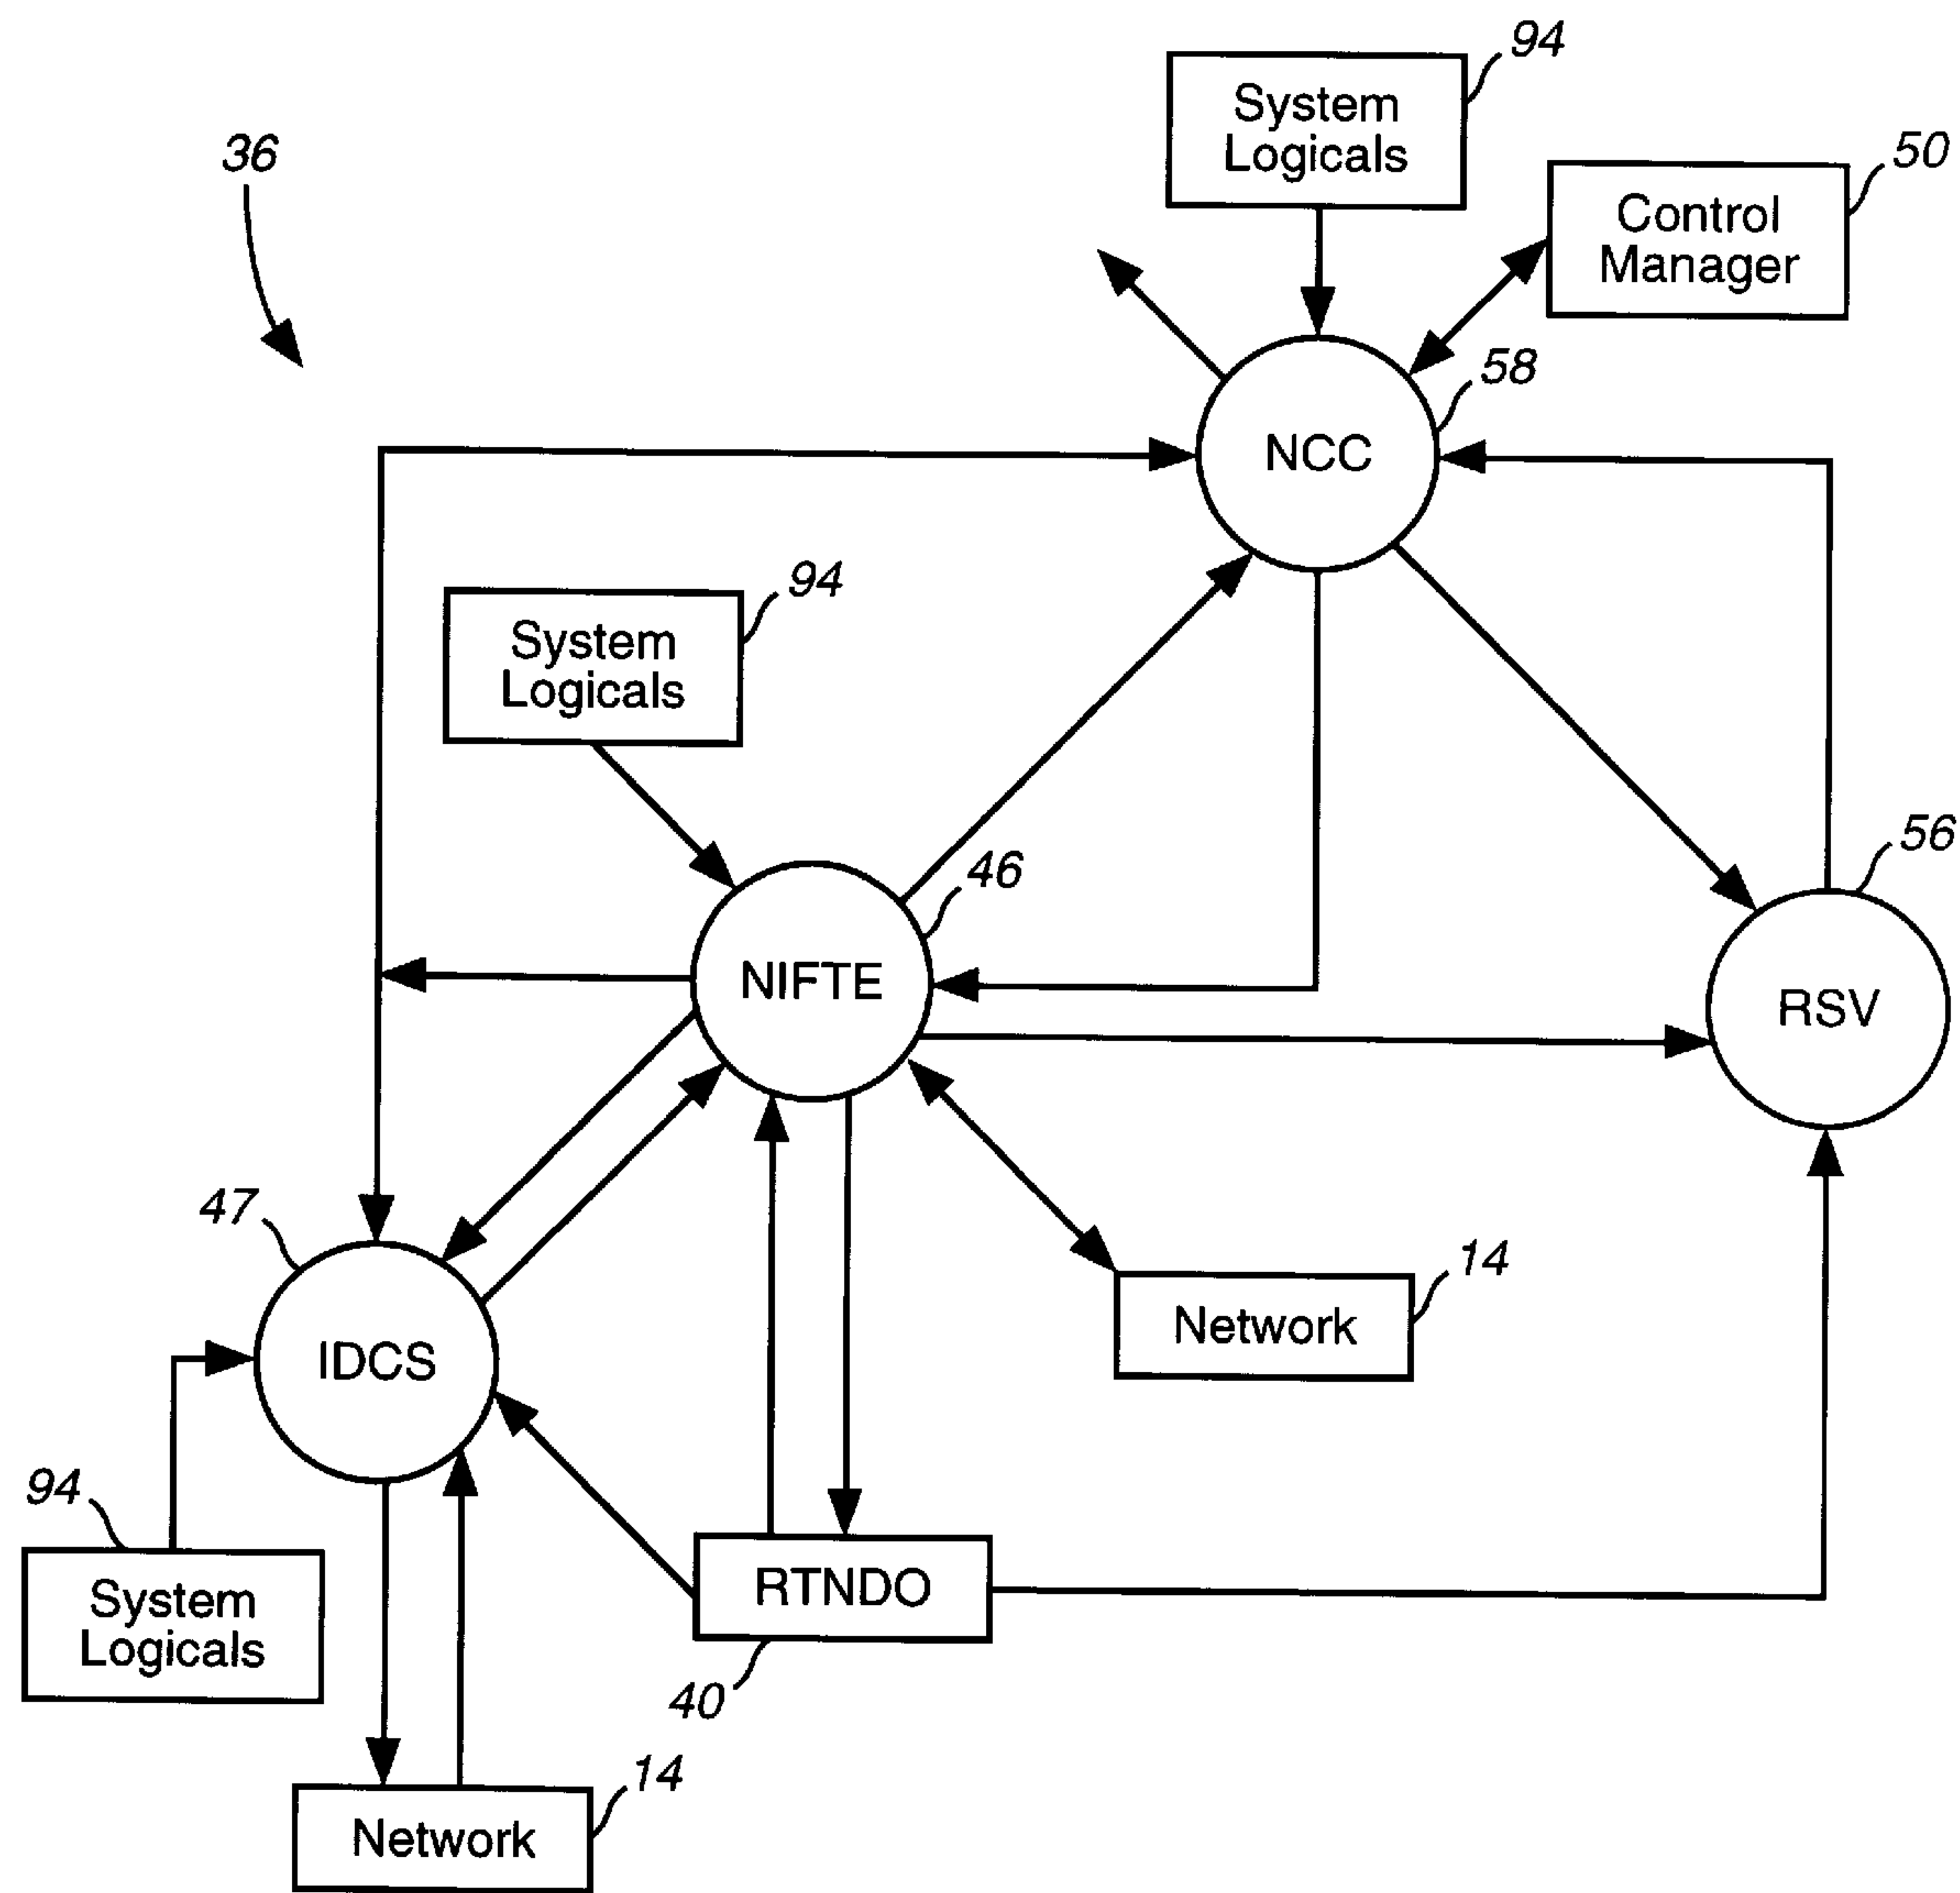 94
System
Logicals
36
50
Control
Manager
58
NCC
94
System
Logicals
56
46
NIFTE
RSV
47
14
IDCS
Network
94
RTNDO
System
Logicals
40
14
Network